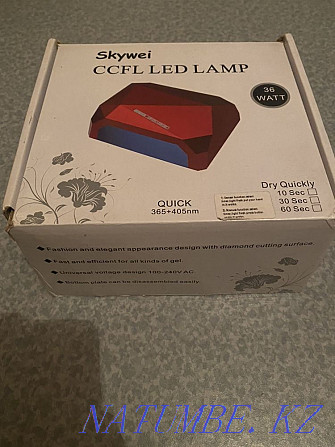 Skywei
CCFL LED LAMP
36
WATT
QUICK
365+405nm
Dry Quickly
10 Sec
30 Sec
60 Sec
Fashion and elegant appearance design with diamond cutting surface
Fast and efficient for all kinds of gel
Universal voltage design 100-240V AC
Bottom plate can be disassembled easily.
NATUMBE. KZ